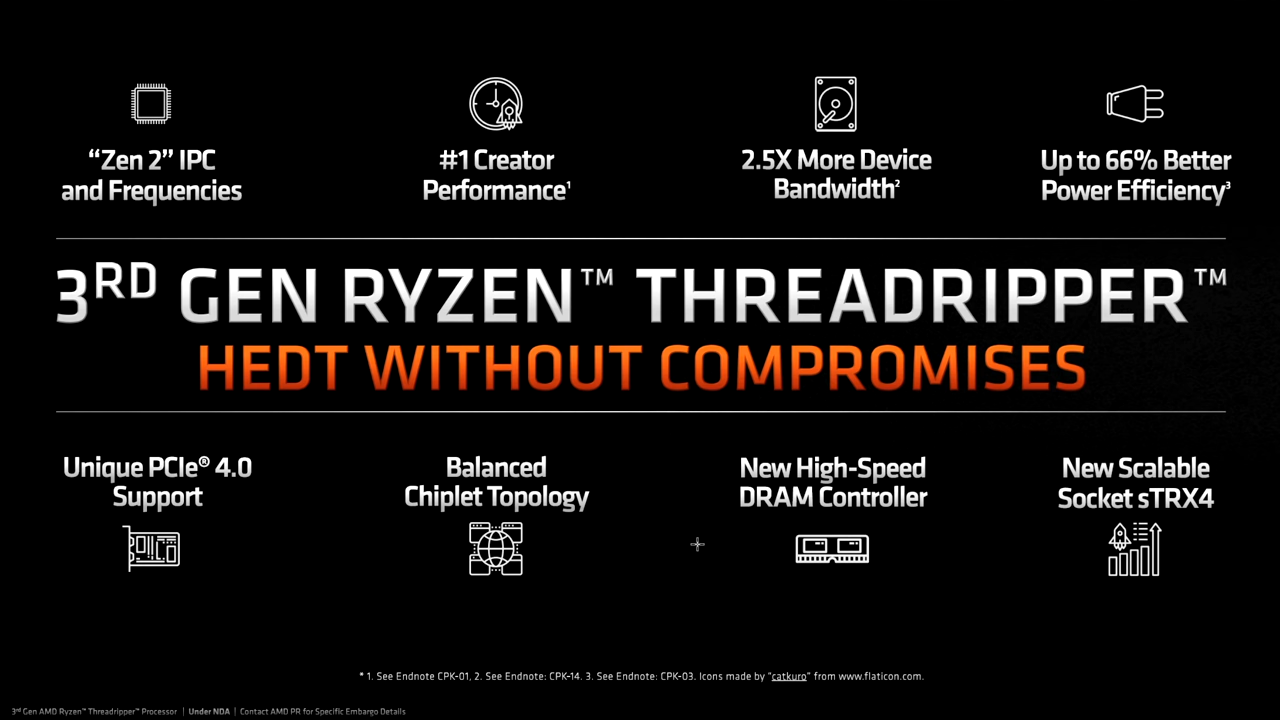 “Zen 2” IPC
and Frequencies
#1 Creator
Performance¹
2.5X More Device
Bandwidth²
Up to 66% Better
Power Efficiency³
3RD GEN RYZEN™ THREADRIPPER™
HEDT WITHOUT COMPROMISES
Unique PCIe® 4.0
Support
Balanced
Chiplet Topology
New High-Speed
DRAM Controller
New Scalable
Socket sTRX4
* 1. See Endnote CPK-01, 2. See Endnote: CPK-14. 3. See Endnote: CPK-03. Icons made by “catkuro” from www.flaticon.com.
3rd Gen AMD Ryzen™ Threadripper™ Processor | Under NDA | Contact AMD PR for Specific Embargo Details